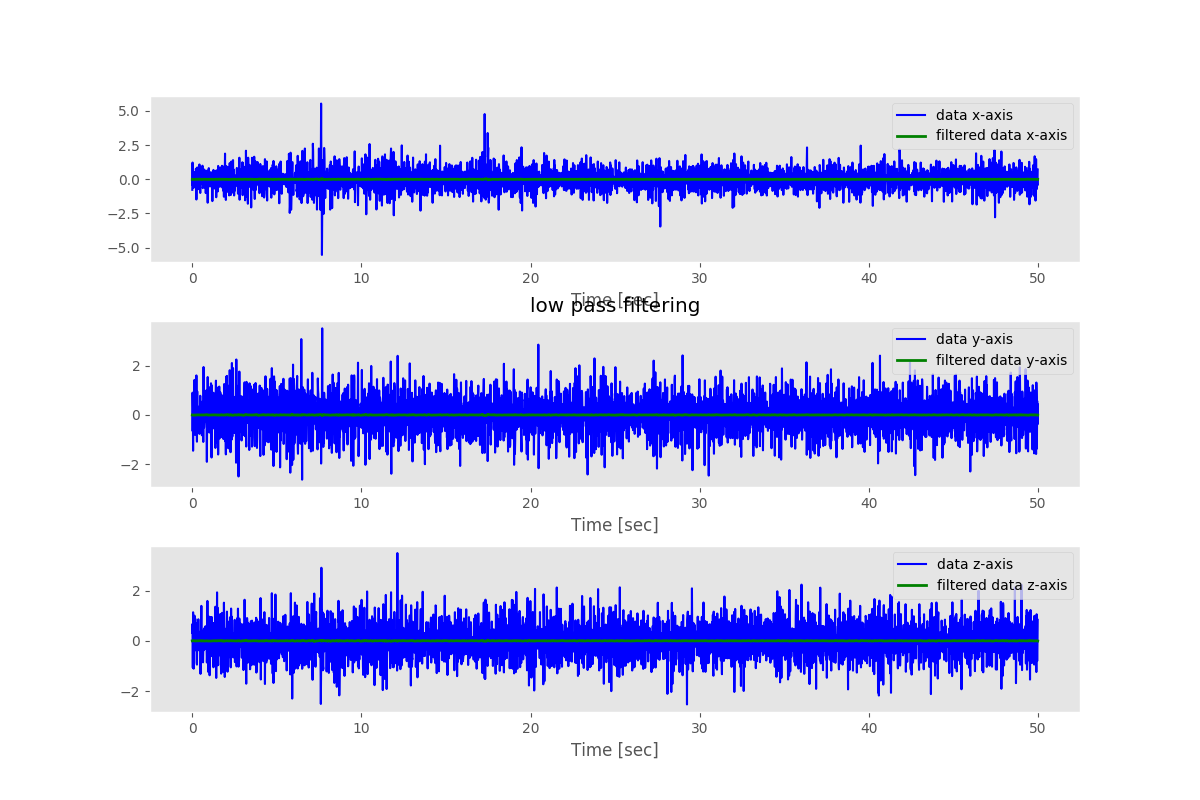 5.0
2.5
0.0
−2.5
−5.0
data x-axis
filtered data x-axis
0 10 20 30 40 50
Time [sec]
low pass filtering
2
0
−2
data y-axis
filtered data y-axis
0 10 20 30 40 50
Time [sec]
2
0
−2
data z-axis
filtered data z-axis
0 10 20 30 40 50
Time [sec]